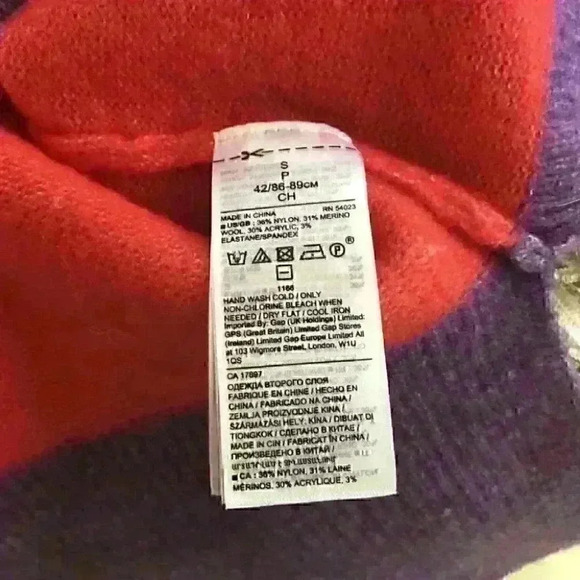 S
P
42/86-89CM
CH
MADE IN CHINA RN 54023
US/GB : 36% NYLON, 31% MERINO
WOOL, 30% ACRYLIC, 3%
ELASTANE/SPANDEX
P ®
1166
HAND WASH COLD / ONLY
NON-CHLORINE BLEACH WHEN
NEEDED / DRY FLAT / COOL IRON
Imported By: Gap (UK Holdings) Limited:
GPS (Great Britain) Limited Gap Stores
(Ireland) Limited Gap Europe Limited All
at 103 Wigmore Street, London, W1U
1QS
CA 17897
ОДЕЖДА ВТОРОГО СЛОЯ
FABRIQUE EN CHINE / HECHO EN
CHINA / FABRICADO NA CHINA /
ZEMLJA PROIZVODNJE KINA /
SZÁRMAZÁSI HELY: KÍNA / DIBUAT DI
TIONGKOK / СДЕЛАНО В КИТАЕ /
MADE IN CIN / FABRICAT ÎN CHINA /
ПРОИЗВЕДЕНО В КИТАЙ /
CA : 36% NYLON, 31% LAINE
MÉRINOS, 30% ACRYLIQUE, 3%